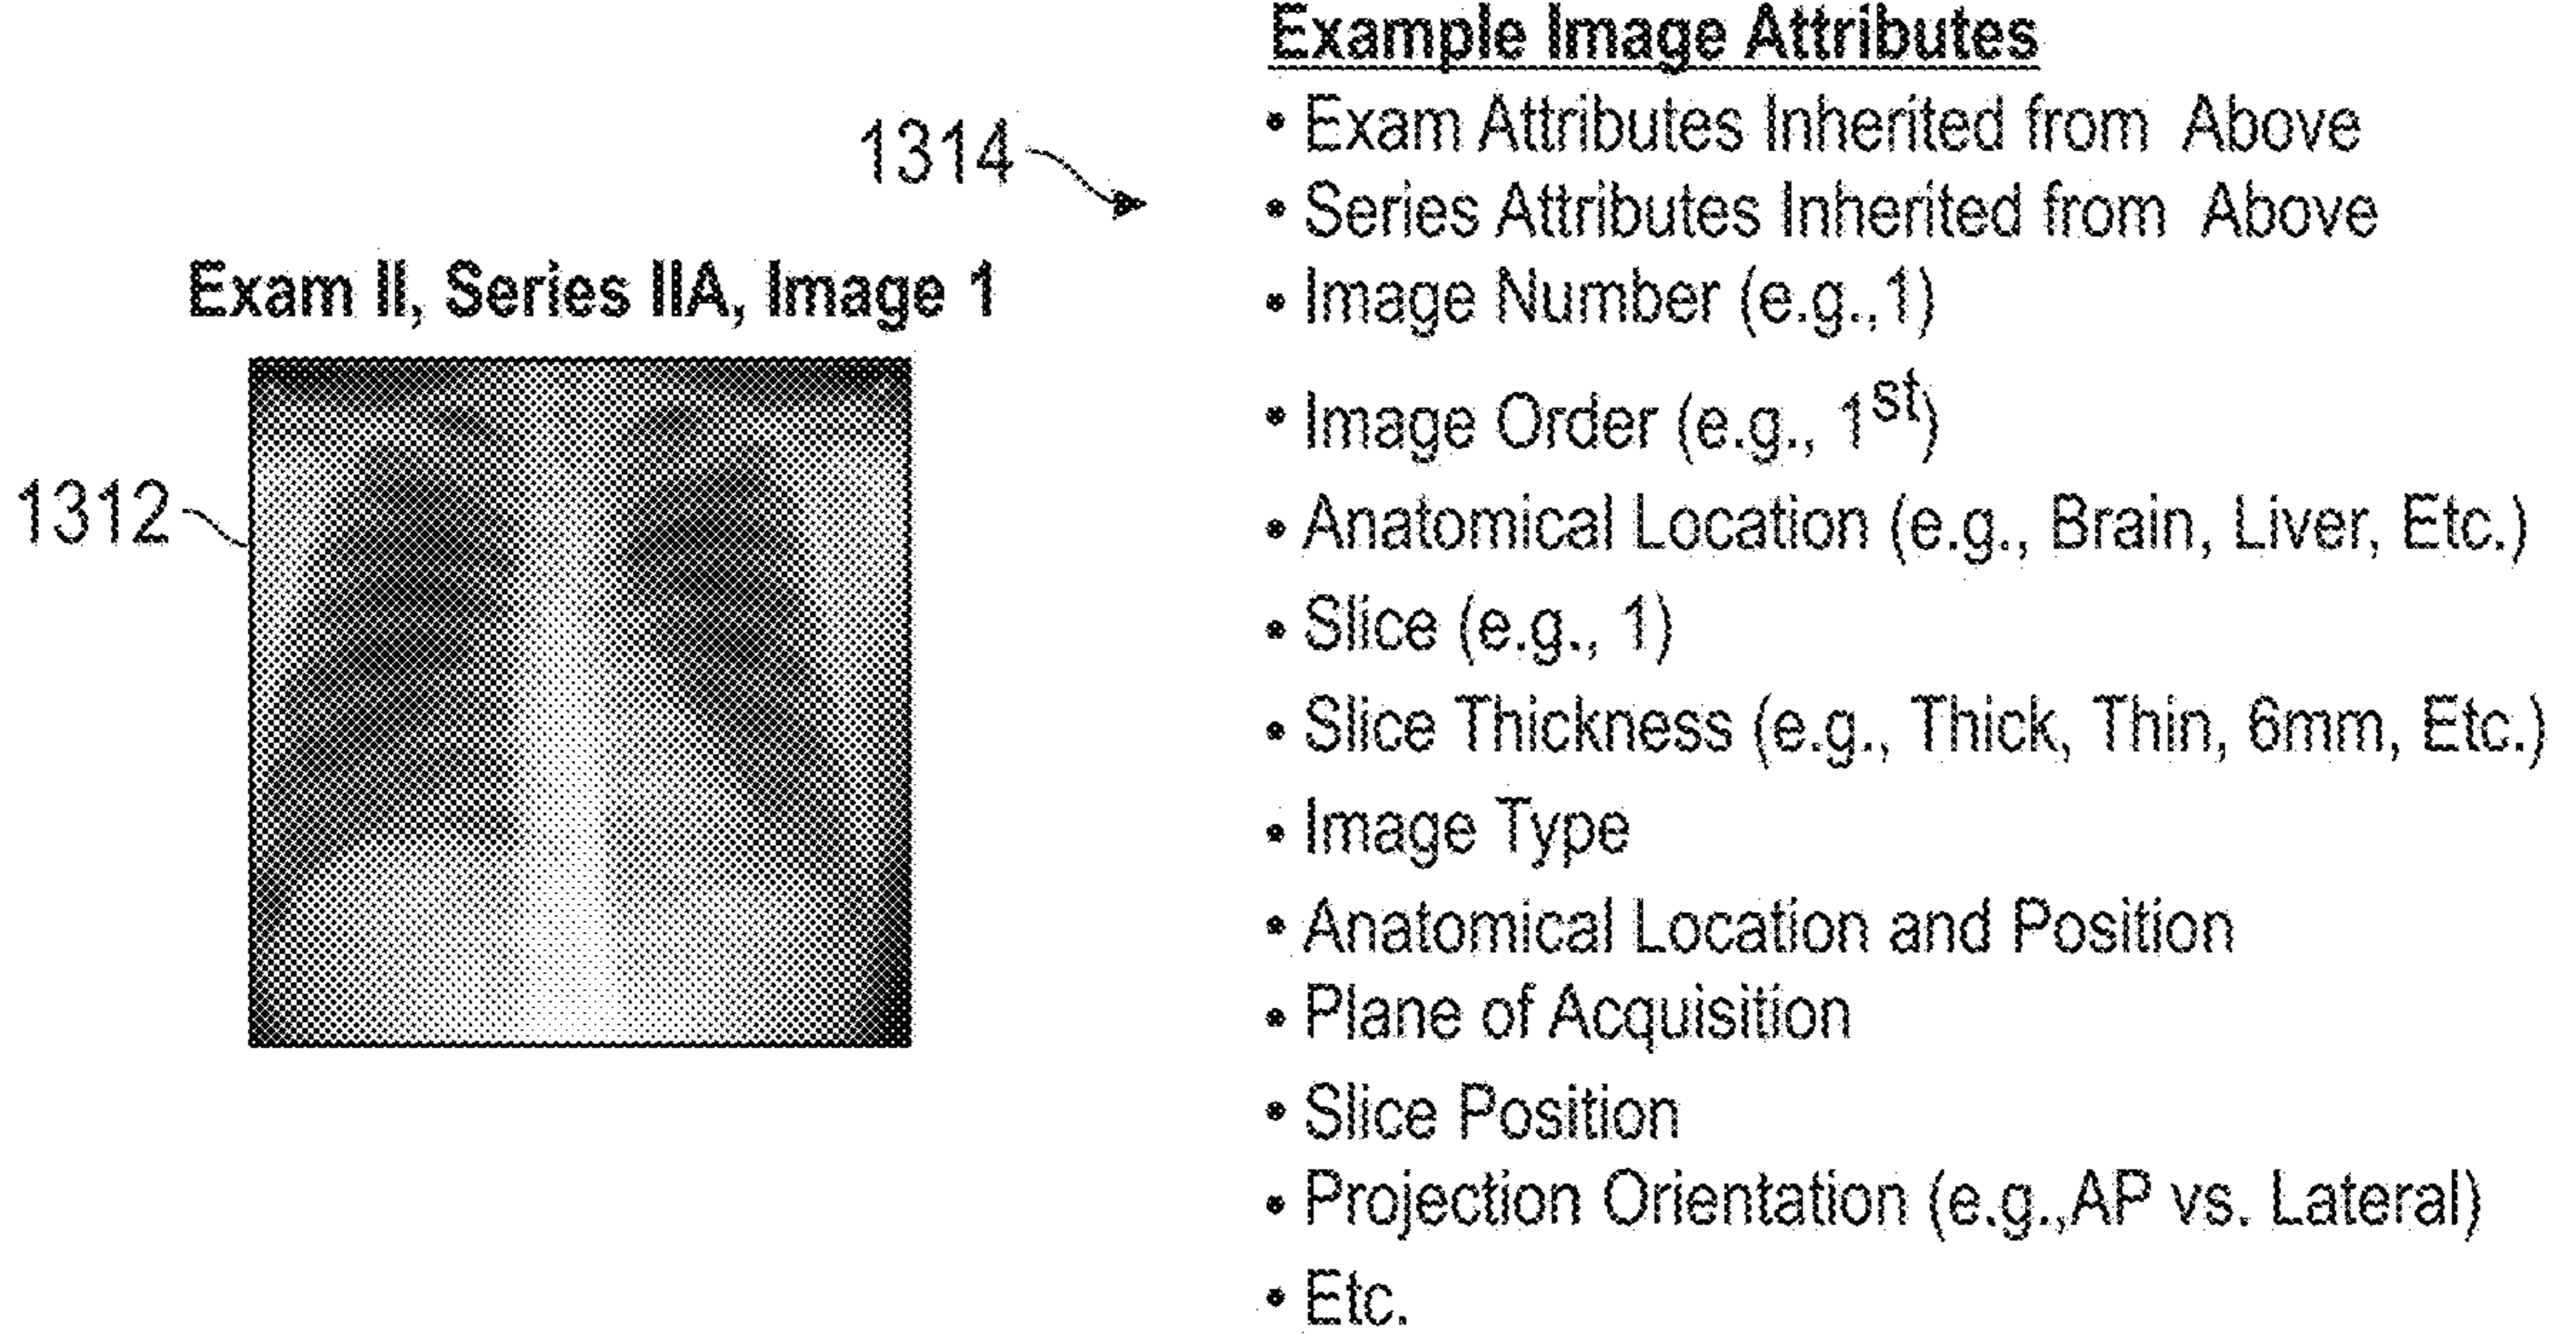 Example Image Attributes
1314
• Exam Attributes Inherited from Above
• Series Attributes Inherited from Above
Exam II, Series IIA, Image 1
• Image Number (e.g.,1)
• Image Order (e.g., 1st)
1312
• Anatomical Location (e.g., Brain, Liver, Etc.)
• Slice (e.g., 1)
• Slice Thickness (e.g., Thick, Thin, 6mm, Etc.)
• Image Type
• Anatomical Location and Position
• Plane of Acquisition
• Slice Position
• Projection Orientation (e.g.,AP vs. Lateral)
• Etc.